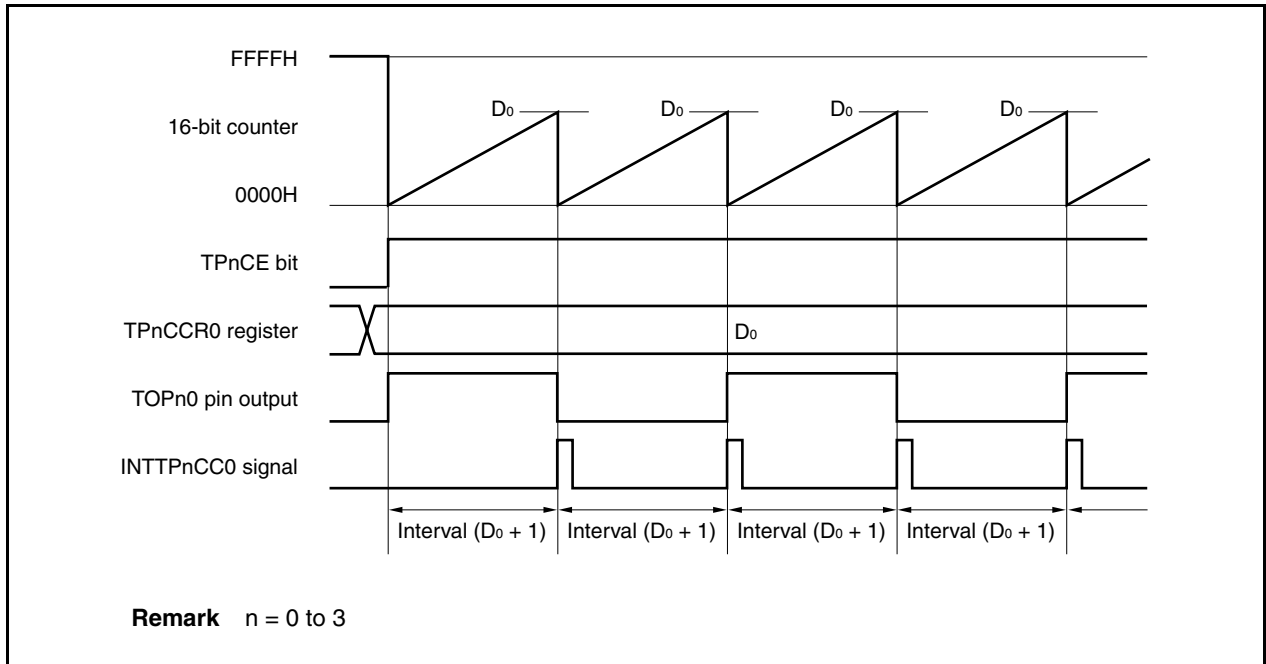 FFFFH
D0 D0 D0 D0
16-bit counter
0000H
TPnCE bit
TPnCCR0 register
D0
TOPn0 pin output
INTTPnCC0 signal
Interval (D0 + 1) Interval (D0 + 1) Interval (D0 + 1) Interval (D0 + 1)
Remark n = 0 to 3